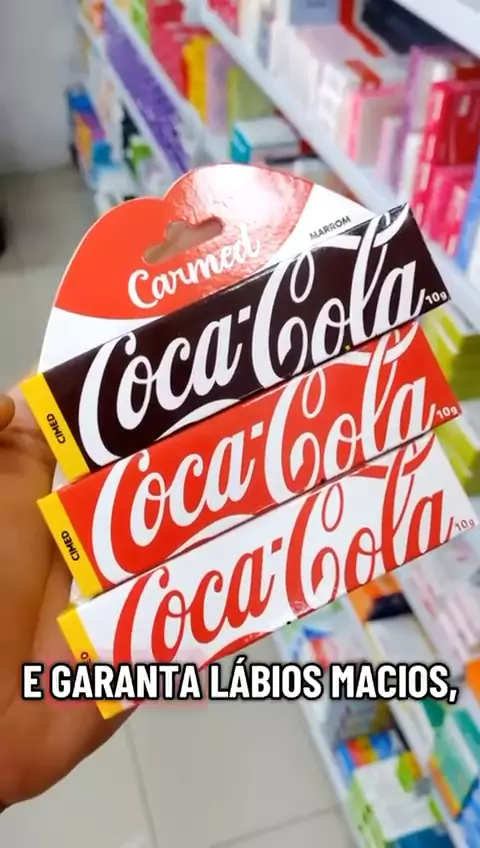 Carmed
MARROM
Coca-Cola
10g
CIMED
Coca-Cola
10g
CIMED
Coca-Cola
10g
E GARANTA LÁBIOS MACIOS,